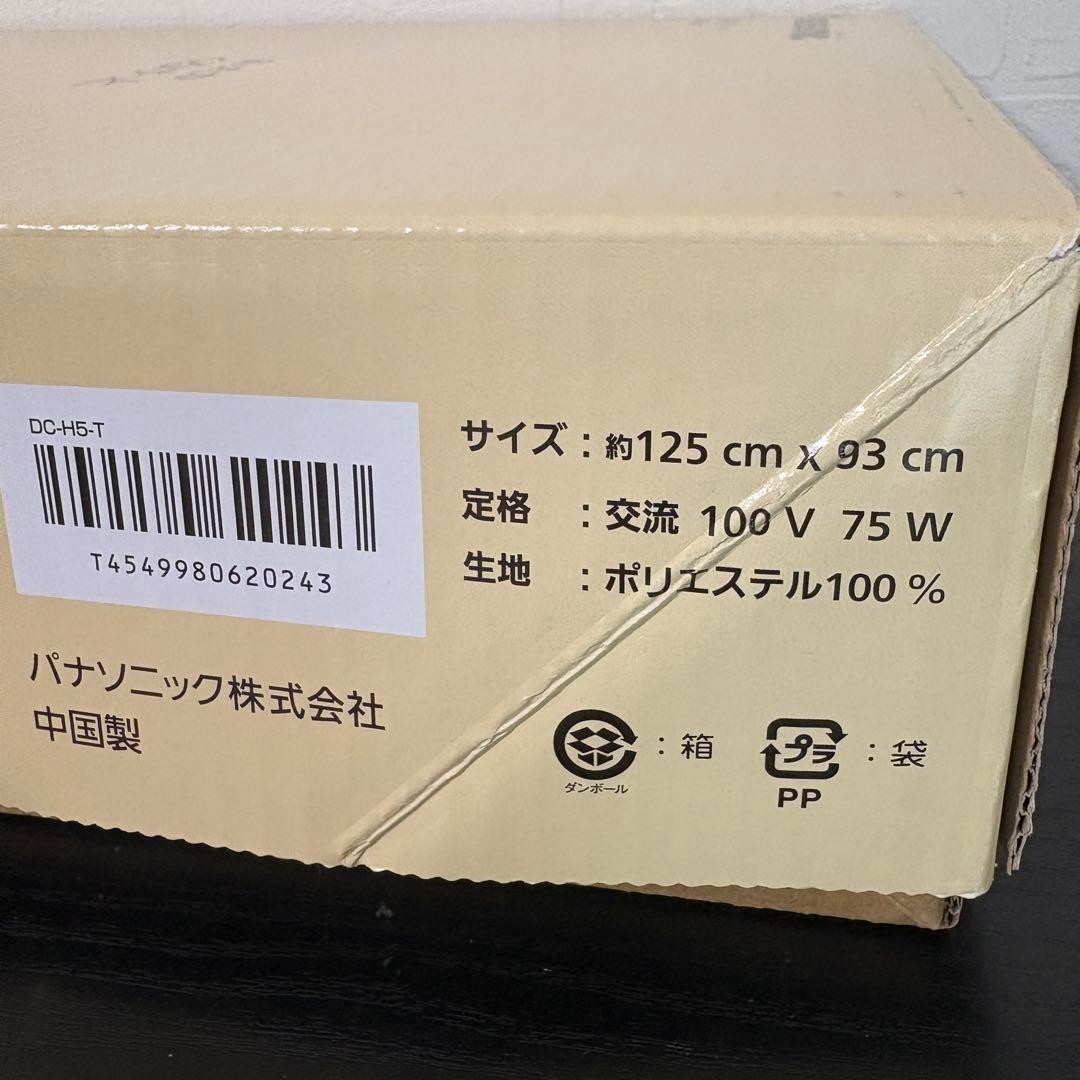 DC-H5-T
T4549980620243
パナソニック株式会社
中国製
サイズ：約125 cm x 93 cm
定格：交流 100 V 75 W
生地：ポリエステル100 %
ダンボール
：箱
プラ
PP
：袋